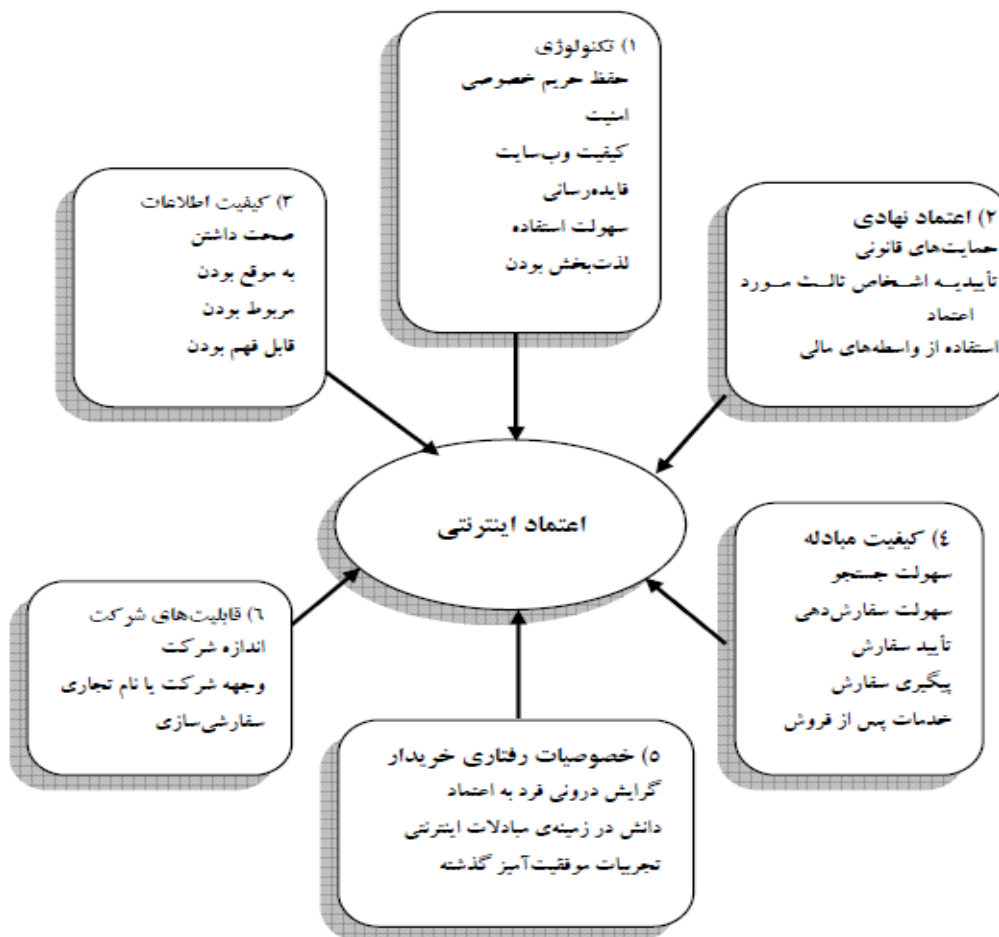 ۱) تکنولوژی
حفظ حریم خصوصی
امنیت
کیفیت وب‌سایت
فایده‌رسانی
سهولت استفاده
لذت‌بخش بودن
۲) اعتماد نهادی
حمایت‌های قانونی
تأییدیه اشخاص ثالث مورد
اعتماد
استفاده از واسطه‌های مالی
۳) کیفیت اطلاعات
صحت داشتن
به موقع بودن
مربوط بودن
قابل فهم بودن
اعتماد اینترنتی
٤) کیفیت مبادله
سهولت جستجو
سهولت سفارش‌دهی
تأیید سفارش
پیگیری سفارش
خدمات پس از فروش
۵) خصوصیات رفتاری خریدار
گرایش درونی فرد به اعتماد
دانش در زمینه‌ی مبادلات اینترنتی
تجربیات موفقیت‌آمیز گذشته
٦) قابلیت‌های شرکت
اندازه شرکت
وجهه شرکت یا نام تجاری
سفارشی‌سازی